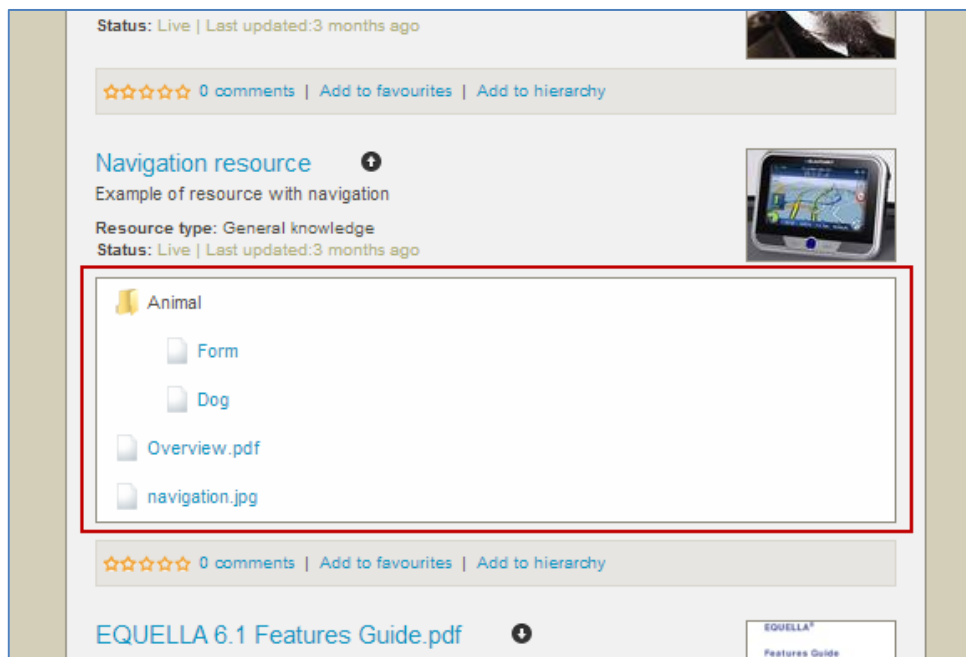 Status: Live | Last updated:3 months ago
0 comments | Add to favourites | Add to hierarchy
Navigation resource
Example of resource with navigation
Resource type: General knowledge
Status: Live | Last updated:3 months ago
Animal
Form
Dog
Overview.pdf
navigation.jpg
0 comments | Add to favourites | Add to hierarchy
EQUELLA 6.1 Features Guide.pdf
EQUELLA®
Features Guide